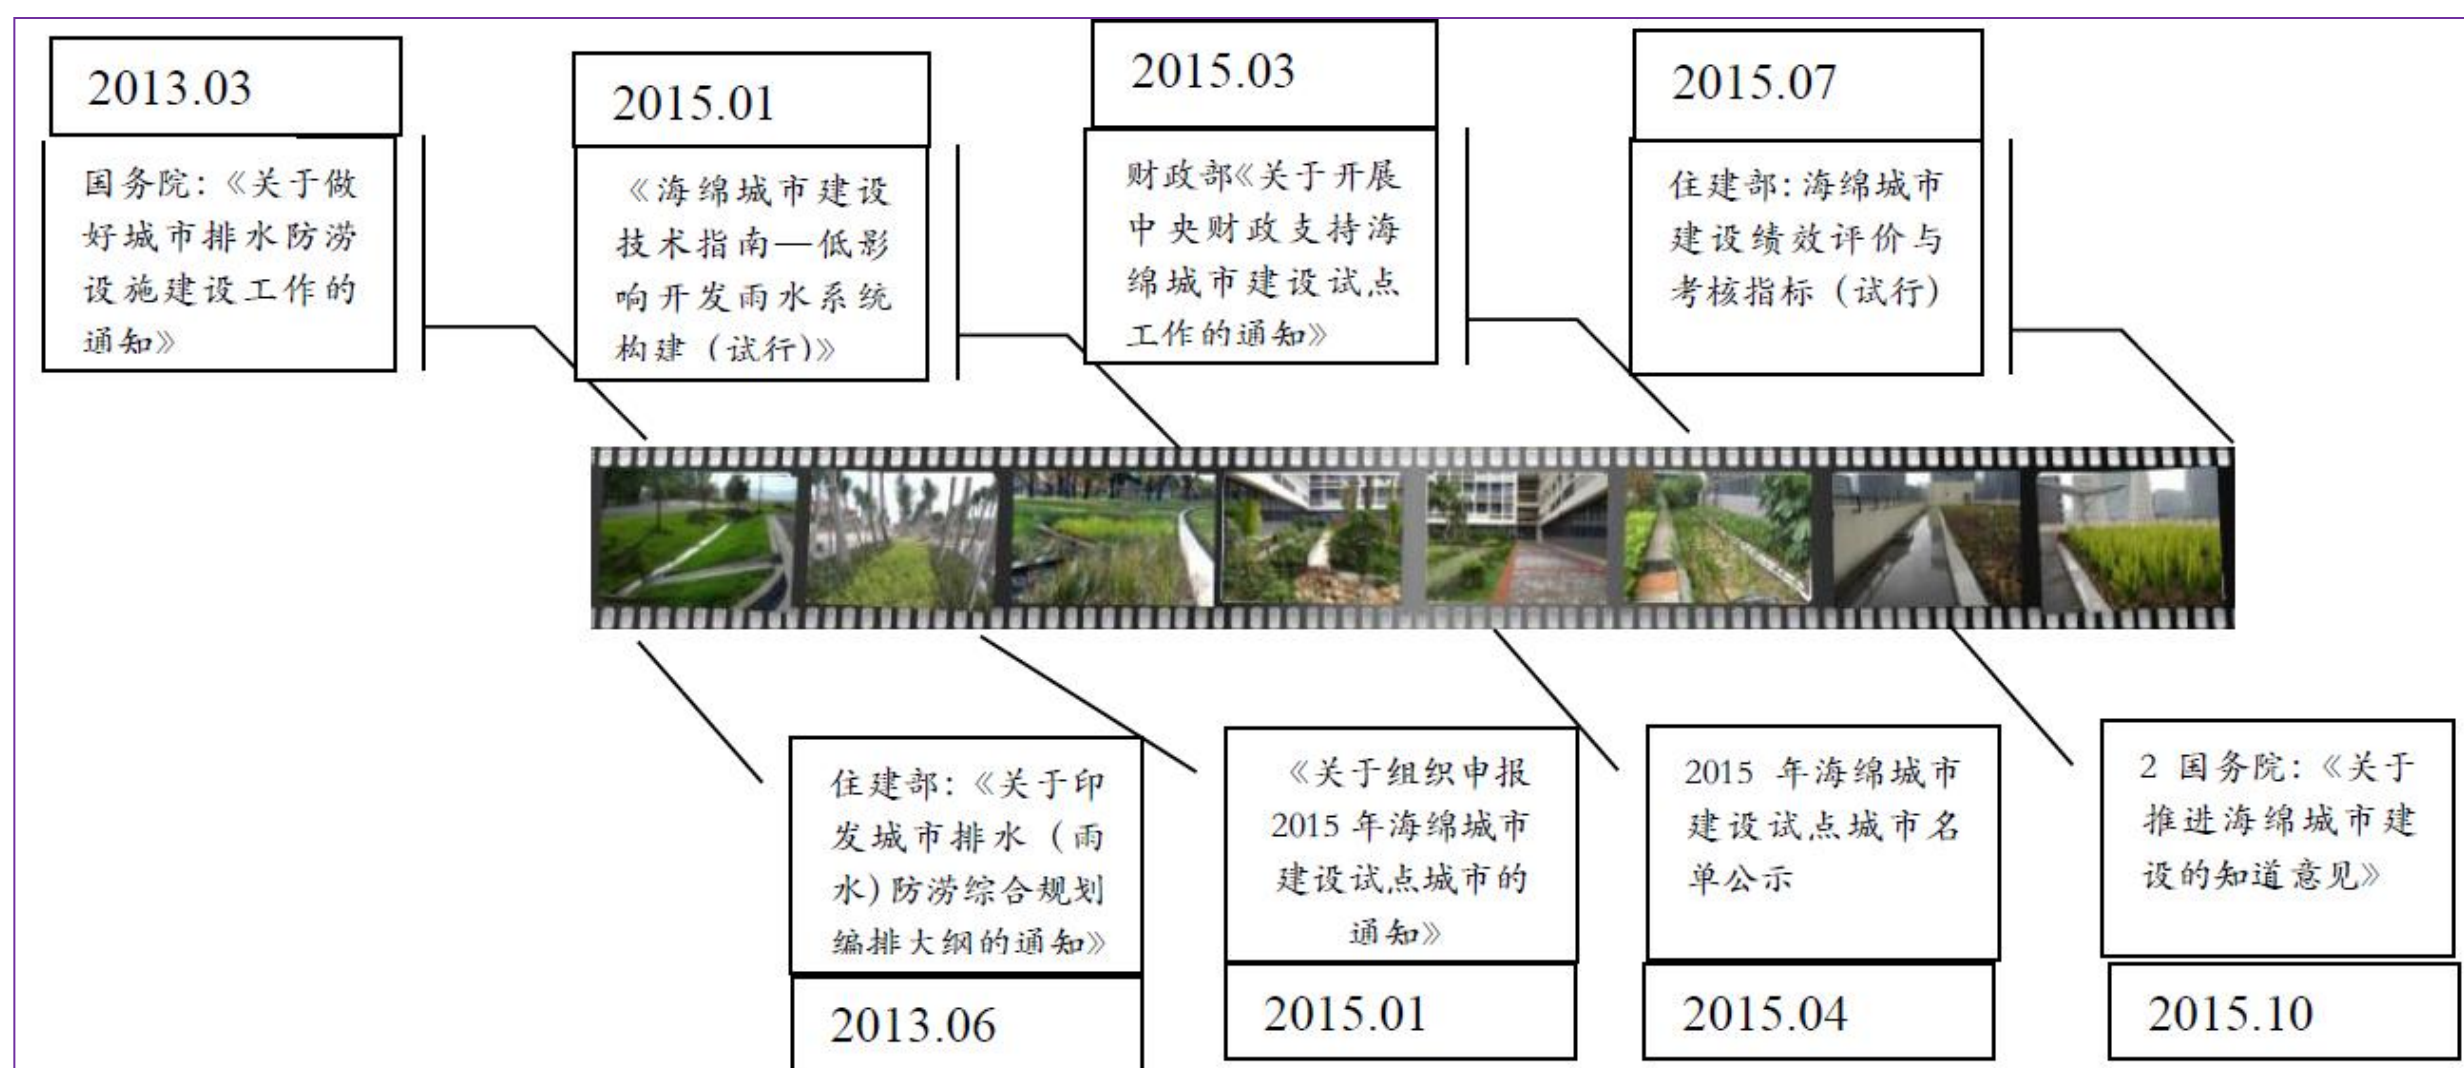 2013.03
国务院：《关于做
好城市排水防涝
设施建设工作的
通知》
2015.01
《海绵城市建设
技术指南—低影
响开发雨水系统
构建（试行）》
2015.03
财政部《关于开展
中央财政支持海
绵城市建设试点
工作的通知》
2015.07
住建部：海绵城市
建设绩效评价与
考核指标（试行）
住建部：《关于印
发城市排水（雨
水）防涝综合规划
编排大纲的通知》
2013.06
《关于组织申报
2015 年海绵城市
建设试点城市的
通知》
2015.01
2015 年海绵城市
建设试点城市名
单公示
2015.04
2 国务院：《关于
推进海绵城市建
设的知道意见》
2015.10